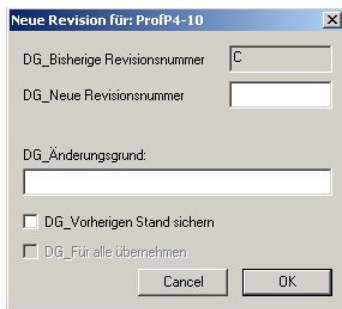 Neue Revision für: ProfP4-10
DG_Bisherige Revisionsnummer C
DG_Neue Revisionsnummer
DG_Änderungsgrund:
DG_Vorherigen Stand sichern
DG_Für alle übernehmen
Cancel OK